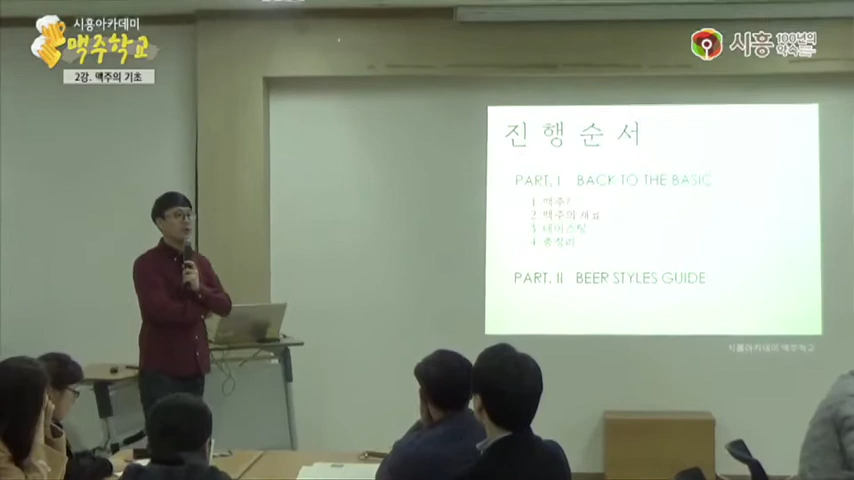 시흥아카데미
맥주학교
2강. 맥주의 기초
시흥 100년의
약속
진 행 순 서
PART. I BACK TO THE BASIC
1 맥주?
2 맥주의 재료
3 테이스팅
4 총정리
PART. II BEER STYLES GUIDE
시흥아카데미 맥주학교